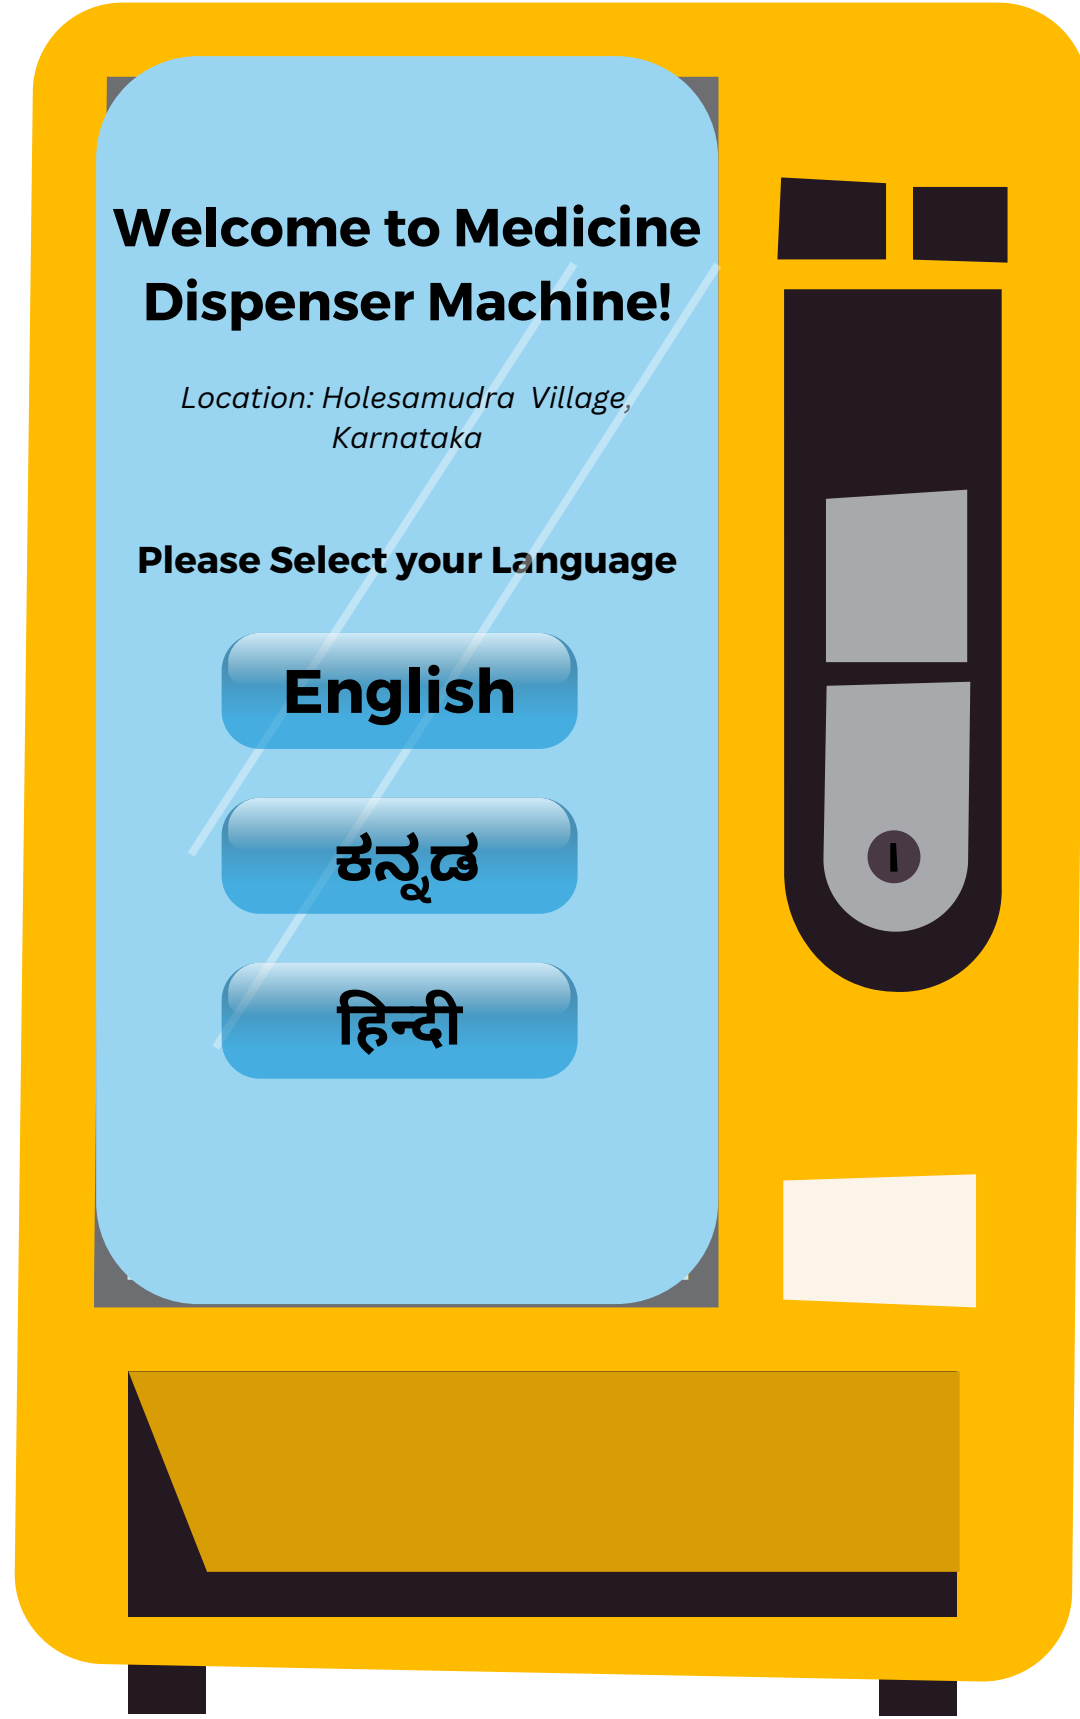 Welcome to Medicine
Dispenser Machine!
Location: Holesamudra Village,
Karnataka
Please Select your Language
English
ಕನ್ನಡ
हिन्दी